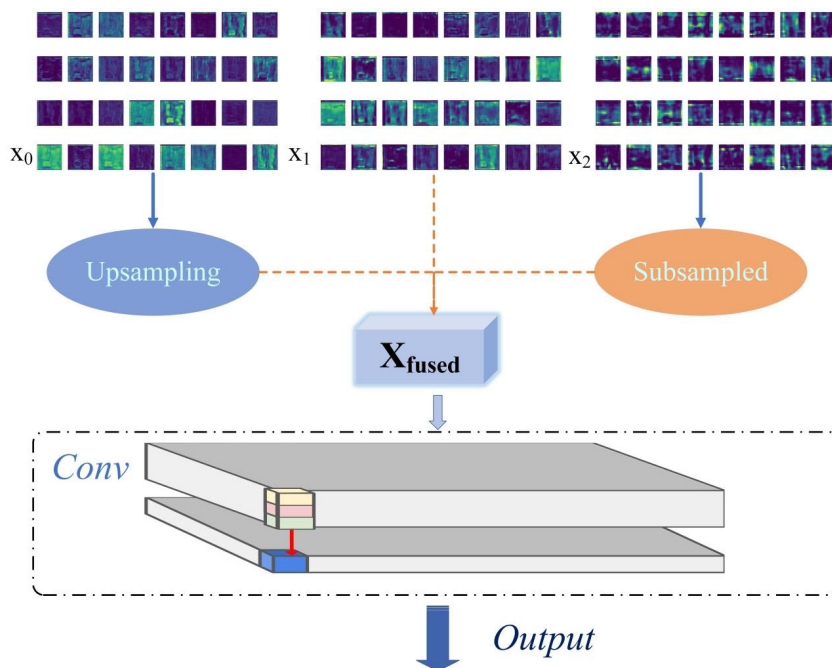 x0
x1
x2
Upsampling
Subsampled
Xfused
Conv
Output